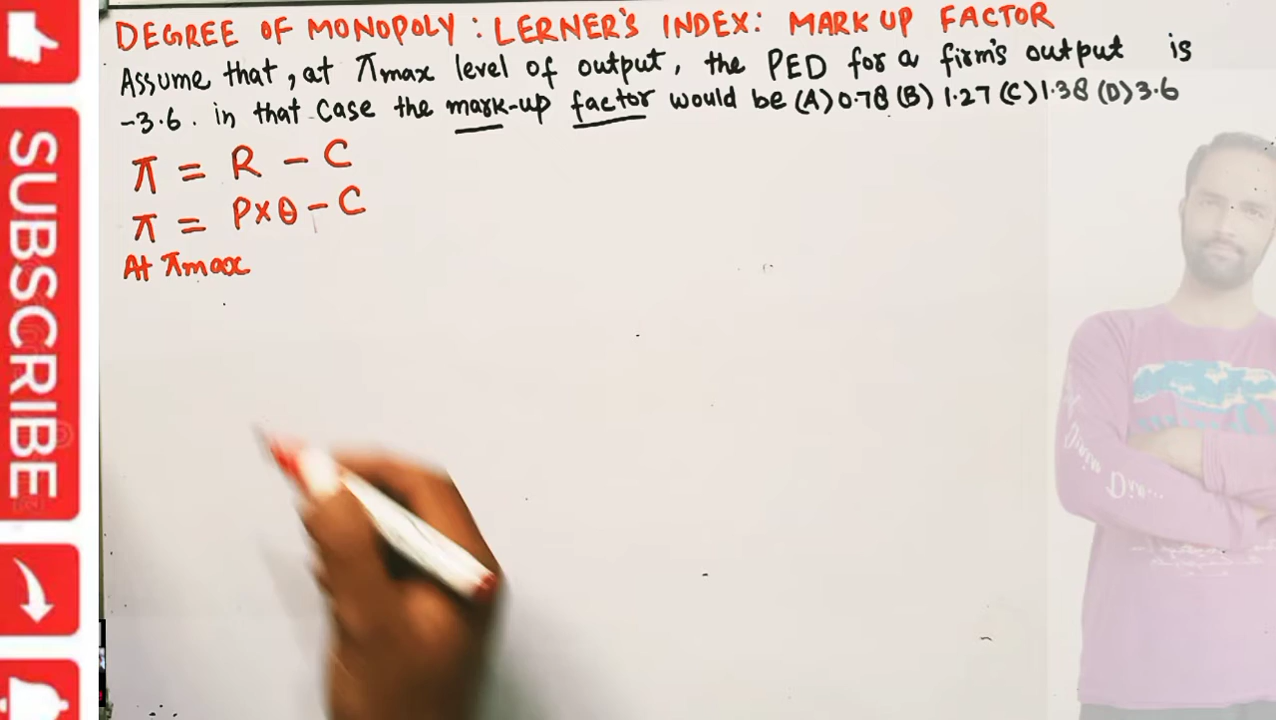 DEGREE OF MONOPOLY : LERNER'S INDEX: MARK UP FACTOR
Assume that, at πmax level of output, the PED for a firm's output is
-3.6. in that case the mark-up factor would be (A) 0.78 (B) 1.27 (C) 1.38 (D) 3.6
π = R - C
π = P×Q - C
At πmax
SUBSCRIBE